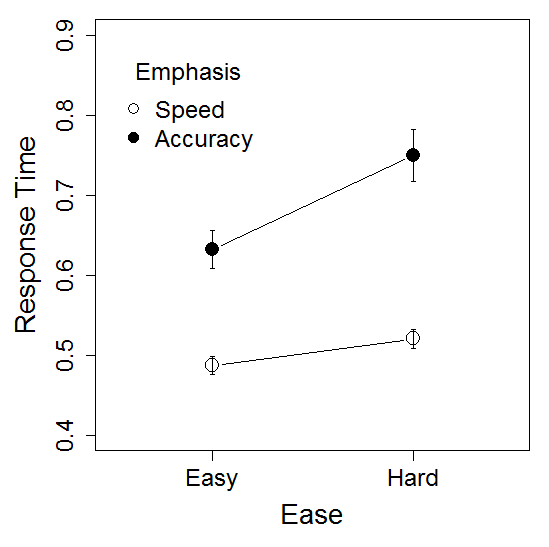 Emphasis
Speed
Accuracy
Response Time
0.9
0.8
0.7
0.6
0.5
0.4
Easy
Hard
Ease